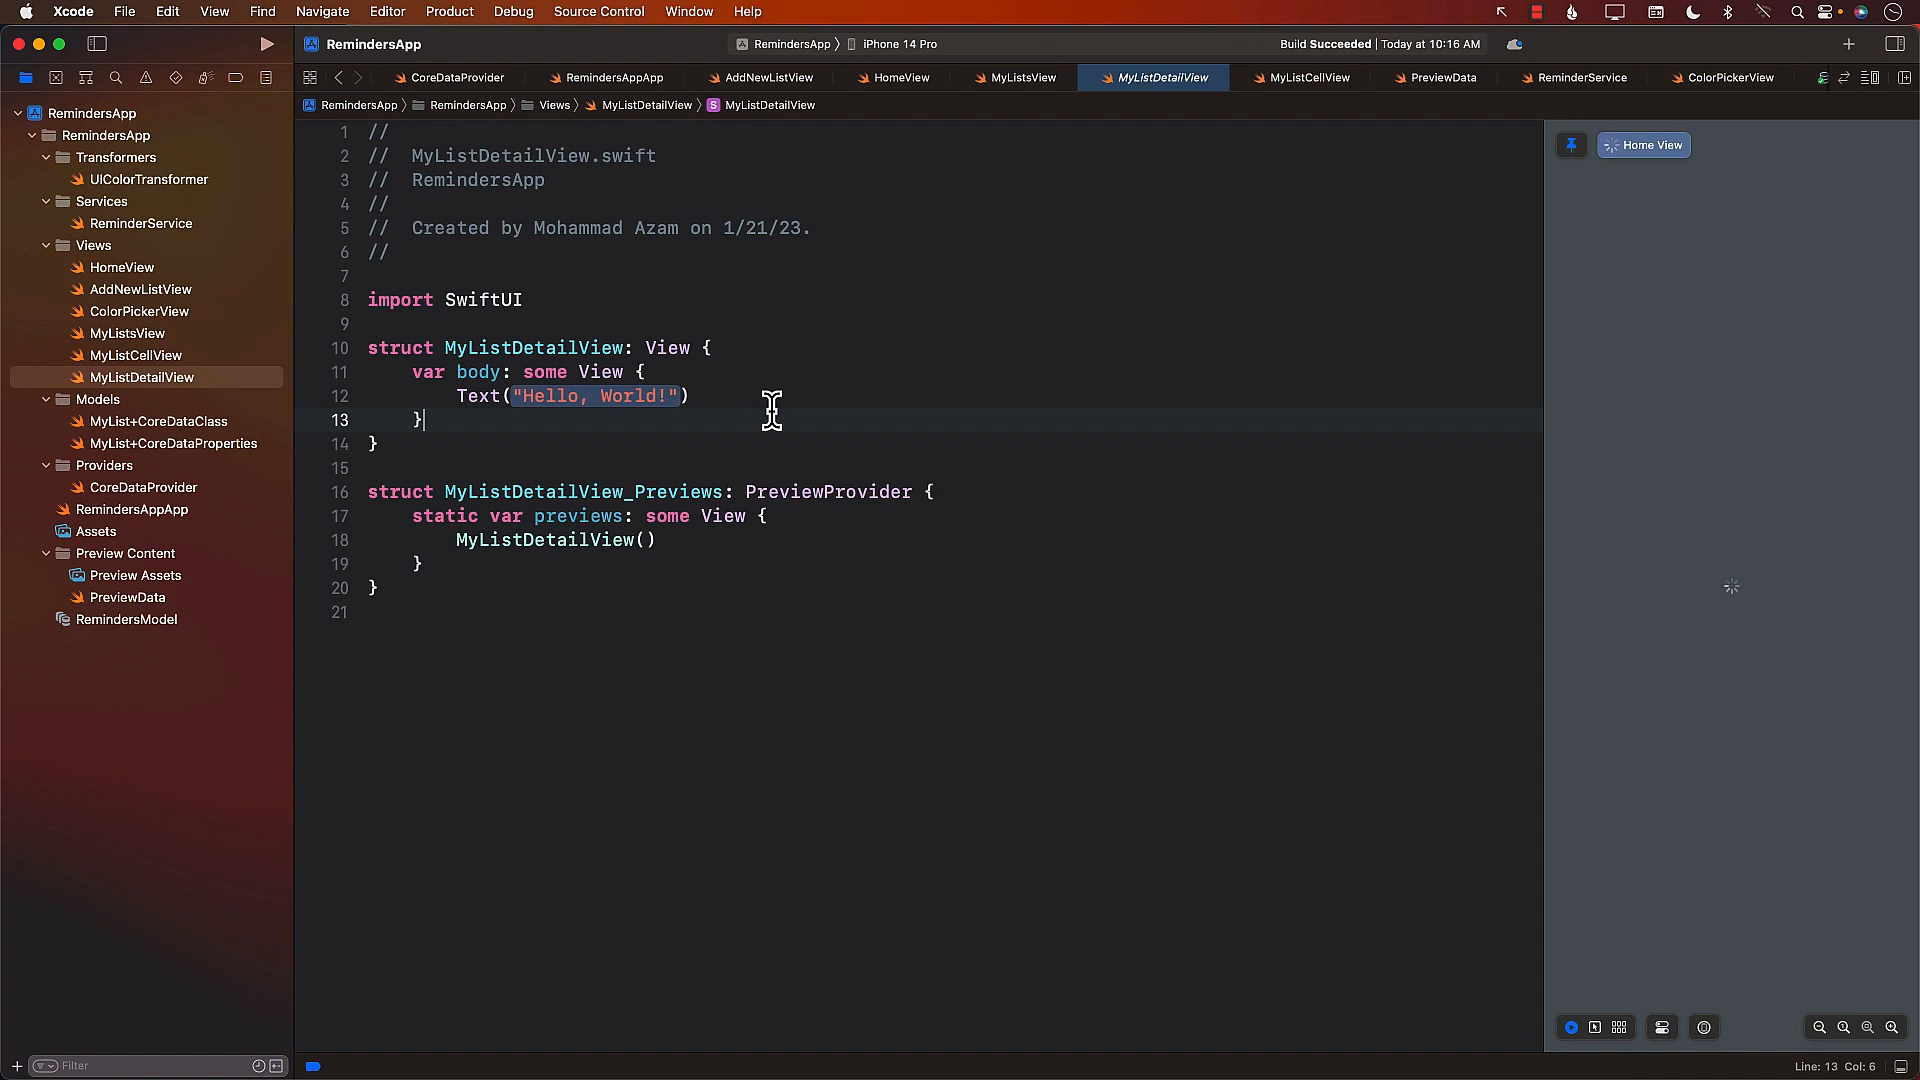 Xcode File Edit View Find Navigate Editor Product Debug Source Control Window Help
RemindersApp
RemindersApp iPhone 14 Pro
Build Succeeded | Today at 10:16 AM
CoreDataProvider RemindersAppApp AddNewListView HomeView MyListsView MyListDetailView MyListCellView PreviewData ReminderService ColorPickerView
RemindersApp RemindersApp Views MyListDetailView S MyListDetailView
RemindersApp
RemindersApp
Transformers
UIColorTransformer
Services
ReminderService
Views
HomeView
AddNewListView
ColorPickerView
MyListsView
MyListCellView
MyListDetailView
Models
MyList+CoreDataClass
MyList+CoreDataProperties
Providers
CoreDataProvider
RemindersAppApp
Assets
Preview Content
Preview Assets
PreviewData
RemindersModel
Filter
1 //
2 //  MyListDetailView.swift
3 //  RemindersApp
4 //
5 //  Created by Mohammad Azam on 1/21/23.
6 //
7
8 import SwiftUI
9
10 struct MyListDetailView: View {
11     var body: some View {
12         Text("Hello, World!")
13     }
14 }
15
16 struct MyListDetailView_Previews: PreviewProvider {
17     static var previews: some View {
18         MyListDetailView()
19     }
20 }
21
Home View
Line: 13 Col: 6